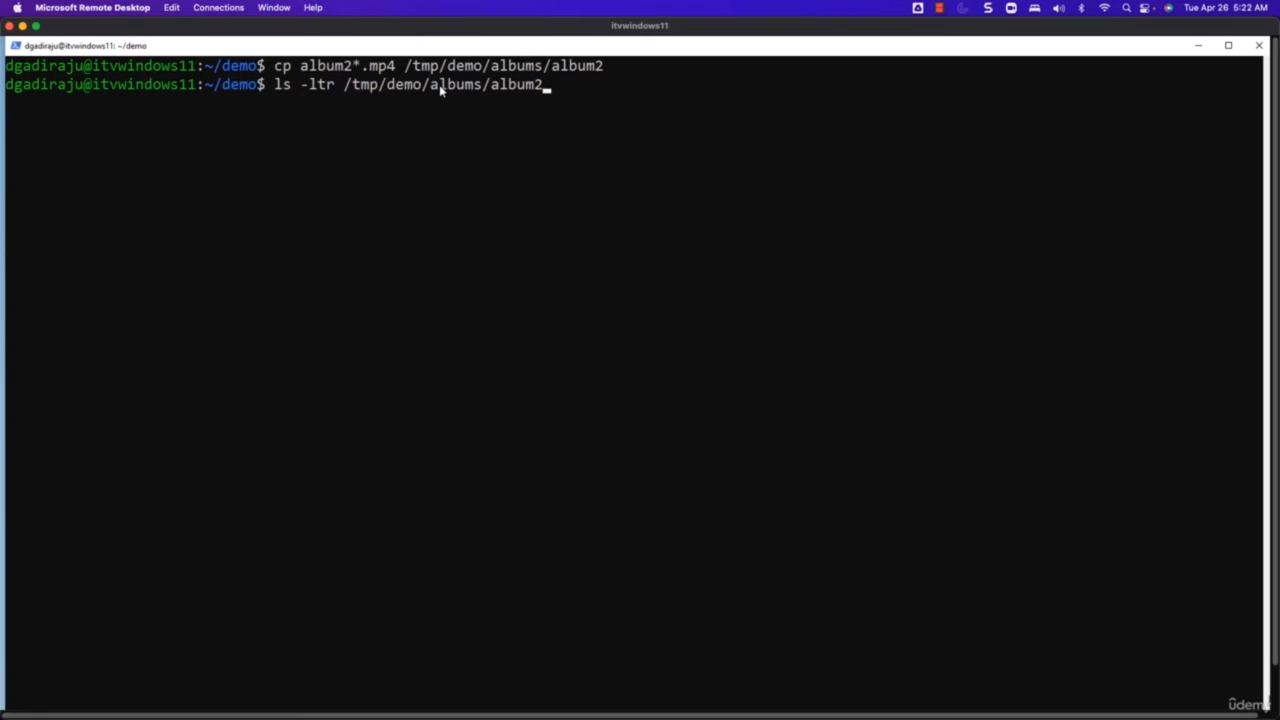 Microsoft Remote Desktop Edit Connections Window Help Tue Apr 26 5:22 AM
itvwindows11
dgadiraju@itvwindows11: ~/demo
dgadiraju@itvwindows11:~/demo$ cp album2*.mp4 /tmp/demo/albums/album2
dgadiraju@itvwindows11:~/demo$ ls -ltr /tmp/demo/albums/album2
ûdemy